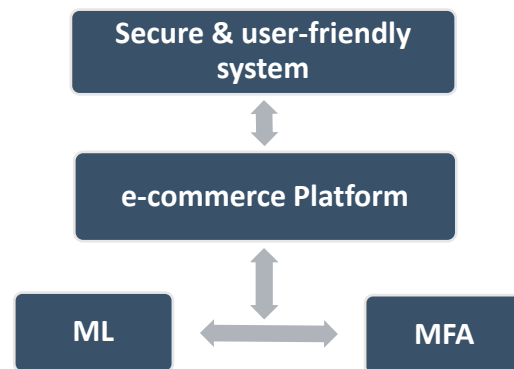 Secure & user-friendly
system
e-commerce Platform
ML
MFA